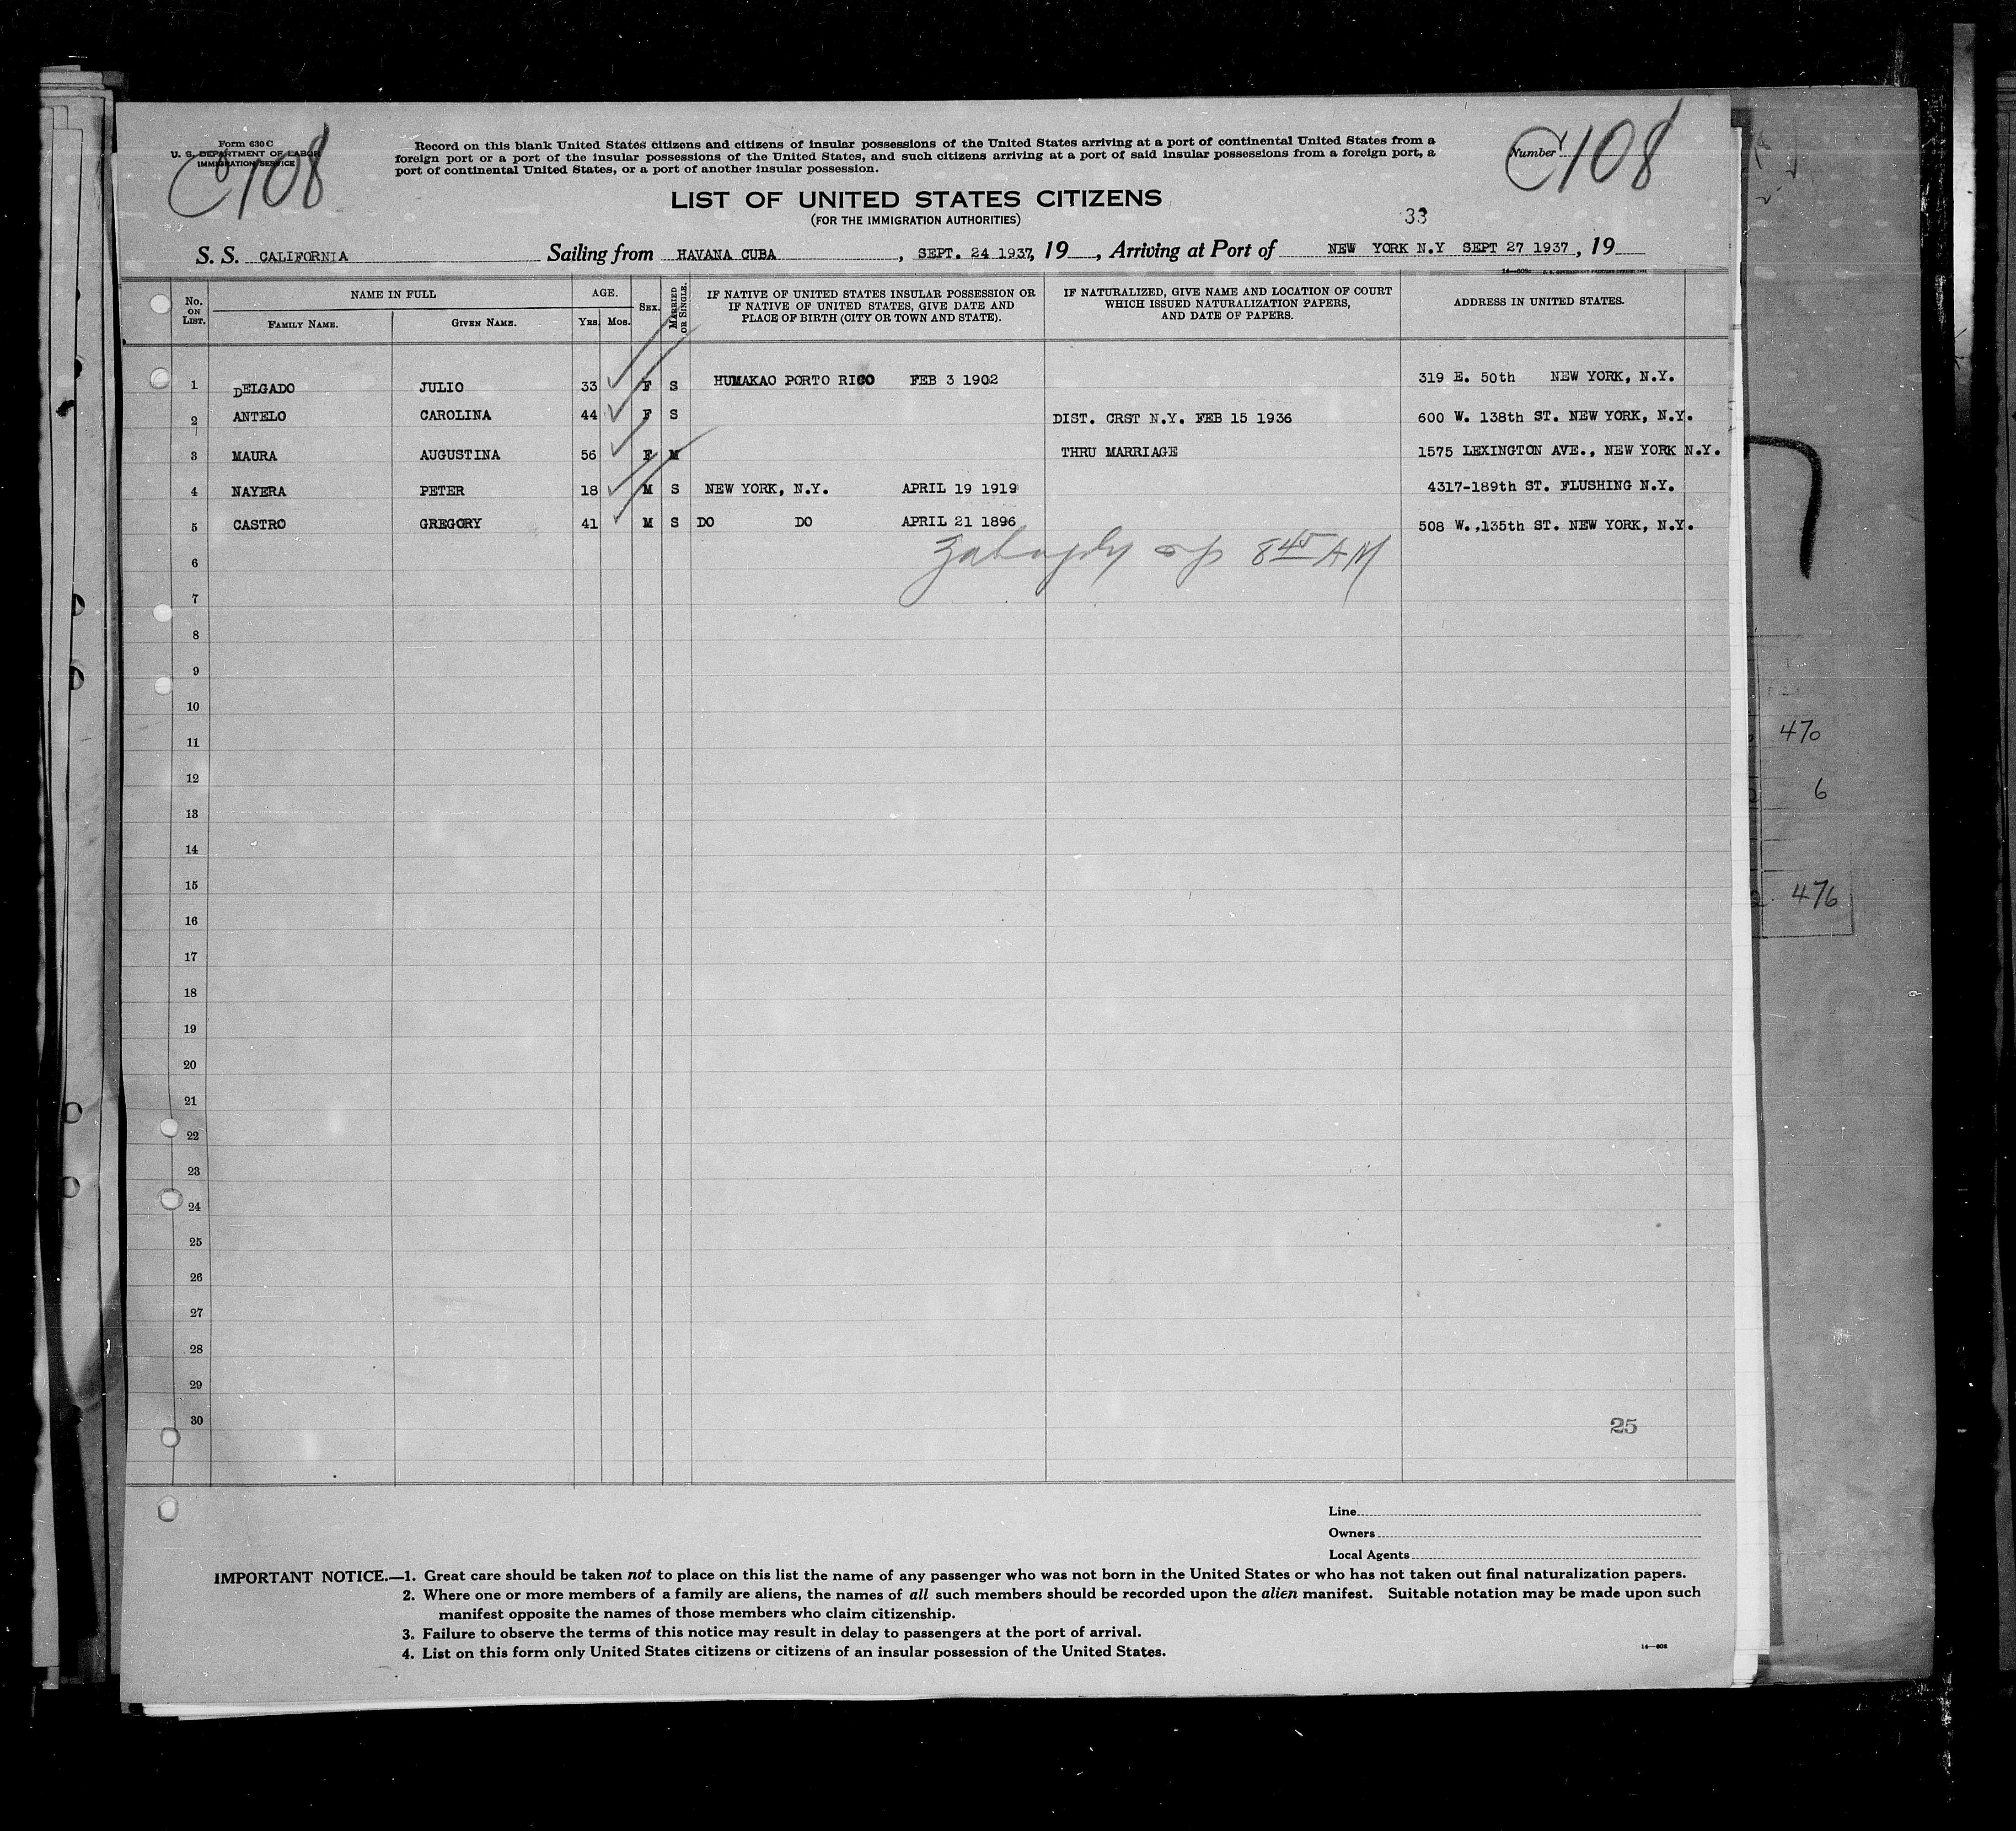 Form 630 C
U. S. DEPARTMENT OF LABOR
IMMIGRATION SERVICE
C 108
Record on this blank United States citizens and citizens of insular possessions of the United States arriving at a port of continental United States from a
foreign port or a port of the insular possessions of the United States, and such citizens arriving at a port of said insular possessions from a foreign port, a
port of continental United States, or a port of another insular possession.
Number C 108
LIST OF UNITED STATES CITIZENS
(FOR THE IMMIGRATION AUTHORITIES)
33
S. S. CALIFORNIA Sailing from HAVANA CUBA , SEPT. 24 1937, 19 , Arriving at Port of NEW YORK N.Y SEPT 27 1937 , 19
No. ON LIST. NAME IN FULL FAMILY NAME. GIVEN NAME. AGE. YRS. MOS. SEX. MARRIED OR SINGLE. IF NATIVE OF UNITED STATES INSULAR POSSESSION OR IF NATIVE OF UNITED STATES, GIVE DATE AND PLACE OF BIRTH (CITY OR TOWN AND STATE). IF NATURALIZED, GIVE NAME AND LOCATION OF COURT WHICH ISSUED NATURALIZATION PAPERS, AND DATE OF PAPERS. ADDRESS IN UNITED STATES.
1 DELGADO JULIO 33 F S HUMAKAO PORTO RICO FEB 3 1902 319 E. 50th NEW YORK, N.Y.
2 ANTELO CAROLINA 44 F S DIST. CRST N.Y. FEB 15 1936 600 W. 138th ST. NEW YORK, N.Y.
3 MAURA AUGUSTINA 56 F M THRU MARRIAGE 1575 LEXINGTON AVE., NEW YORK N.Y.
4 NAYERA PETER 18 M S NEW YORK, N.Y. APRIL 19 1919 4317-189th ST. FLUSHING N.Y.
5 CASTRO GREGORY 41 M S DO DO APRIL 21 1896 508 W.,135th ST. NEW YORK, N.Y.
6 8 45 AM
7
8
9
10
11
12
13
14
15
16
17
18
19
20
21
22
23
24
25
26
27
28
29
30
25
470
6
476
Line
Owners
Local Agents
IMPORTANT NOTICE.—1. Great care should be taken not to place on this list the name of any passenger who was not born in the United States or who has not taken out final naturalization papers.
2. Where one or more members of a family are aliens, the names of all such members should be recorded upon the alien manifest. Suitable notation may be made upon such
manifest opposite the names of those members who claim citizenship.
3. Failure to observe the terms of this notice may result in delay to passengers at the port of arrival.
4. List on this form only United States citizens or citizens of an insular possession of the United States.